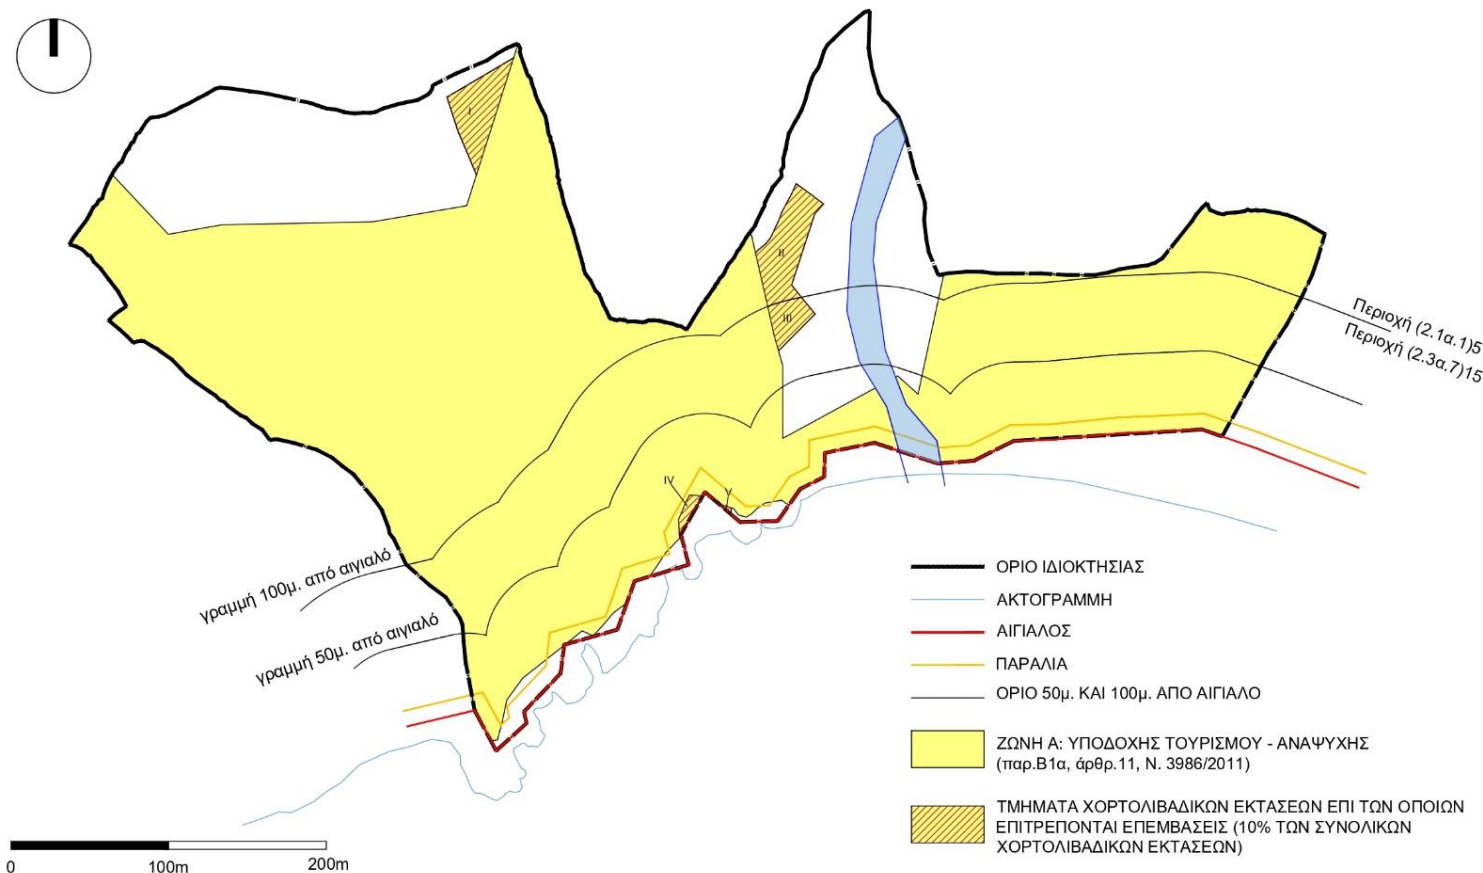 I
II
III
Περιοχή (2.1α.1)5
Περιοχή (2.3α.7)15
IV
V
γραμμή 100μ. από αιγιαλό
γραμμή 50μ. από αιγιαλό
ΟΡΙΟ ΙΔΙΟΚΤΗΣΙΑΣ
ΑΚΤΟΓΡΑΜΜΗ
ΑΙΓΙΑΛΟΣ
ΠΑΡΑΛΙΑ
ΟΡΙΟ 50μ. ΚΑΙ 100μ. ΑΠΟ ΑΙΓΙΑΛΟ
ΖΩΝΗ Α: ΥΠΟΔΟΧΗΣ ΤΟΥΡΙΣΜΟΥ - ΑΝΑΨΥΧΗΣ
(παρ.Β1α, άρθρ.11, Ν. 3986/2011)
ΤΜΗΜΑΤΑ ΧΟΡΤΟΛΙΒΑΔΙΚΩΝ ΕΚΤΑΣΕΩΝ ΕΠΙ ΤΩΝ ΟΠΟΙΩΝ
ΕΠΙΤΡΕΠΟΝΤΑΙ ΕΠΕΜΒΑΣΕΙΣ (10% ΤΩΝ ΣΥΝΟΛΙΚΩΝ
ΧΟΡΤΟΛΙΒΑΔΙΚΩΝ ΕΚΤΑΣΕΩΝ)
0 100m 200m